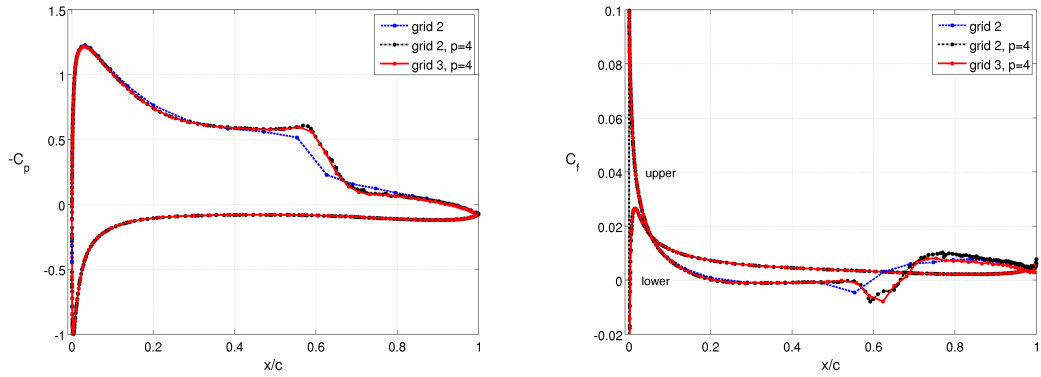 1.5
1
0.5
0
-0.5
-1
-Cp
0
0.2
0.4
0.6
0.8
1
x/c
grid 2
grid 2, p=4
grid 3, p=4
0.1
0.08
0.06
0.04
0.02
0
-0.02
Cf
0
0.2
0.4
0.6
0.8
1
x/c
grid 2
grid 2, p=4
grid 3, p=4
upper
lower